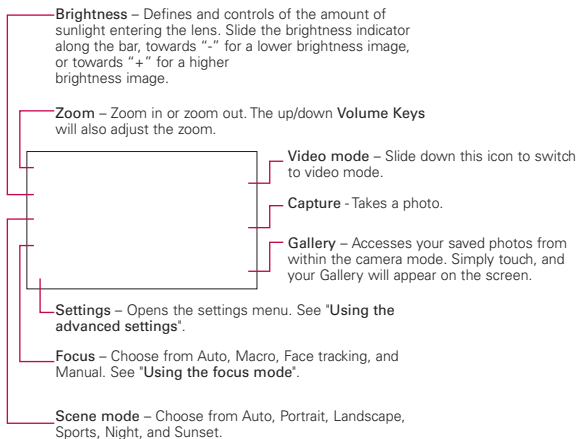 Brightness – Defines and controls of the amount of
sunlight entering the lens. Slide the brightness indicator
along the bar, towards “-” for a lower brightness image,
or towards “+” for a higher
brightness image.
Zoom – Zoom in or zoom out. The up/down Volume Keys
will also adjust the zoom.
Video mode – Slide down this icon to switch
to video mode.
Capture - Takes a photo.
Gallery – Accesses your saved photos from
within the camera mode. Simply touch, and
your Gallery will appear on the screen.
Settings – Opens the settings menu. See "Using the
advanced settings".
Focus – Choose from Auto, Macro, Face tracking, and
Manual. See "Using the focus mode".
Scene mode – Choose from Auto, Portrait, Landscape,
Sports, Night, and Sunset.